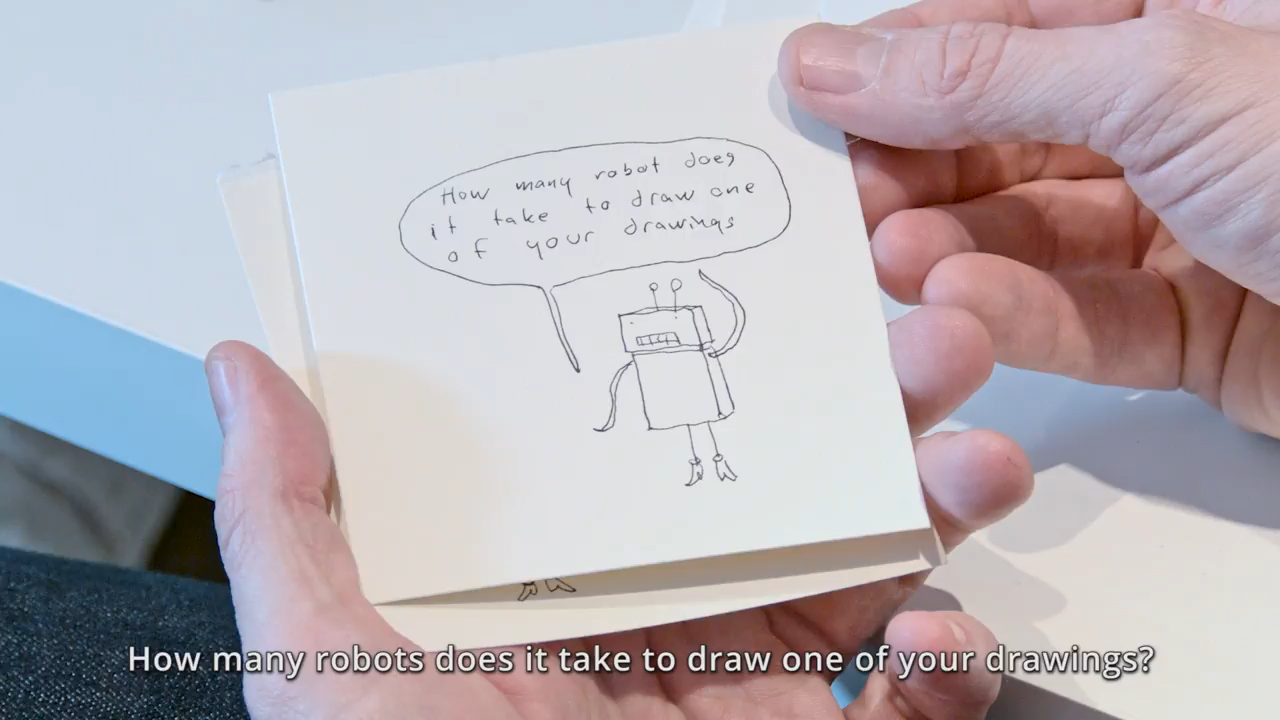 How many robot does
it take to draw one
of your drawings
How many robots does it take to draw one of your drawings?